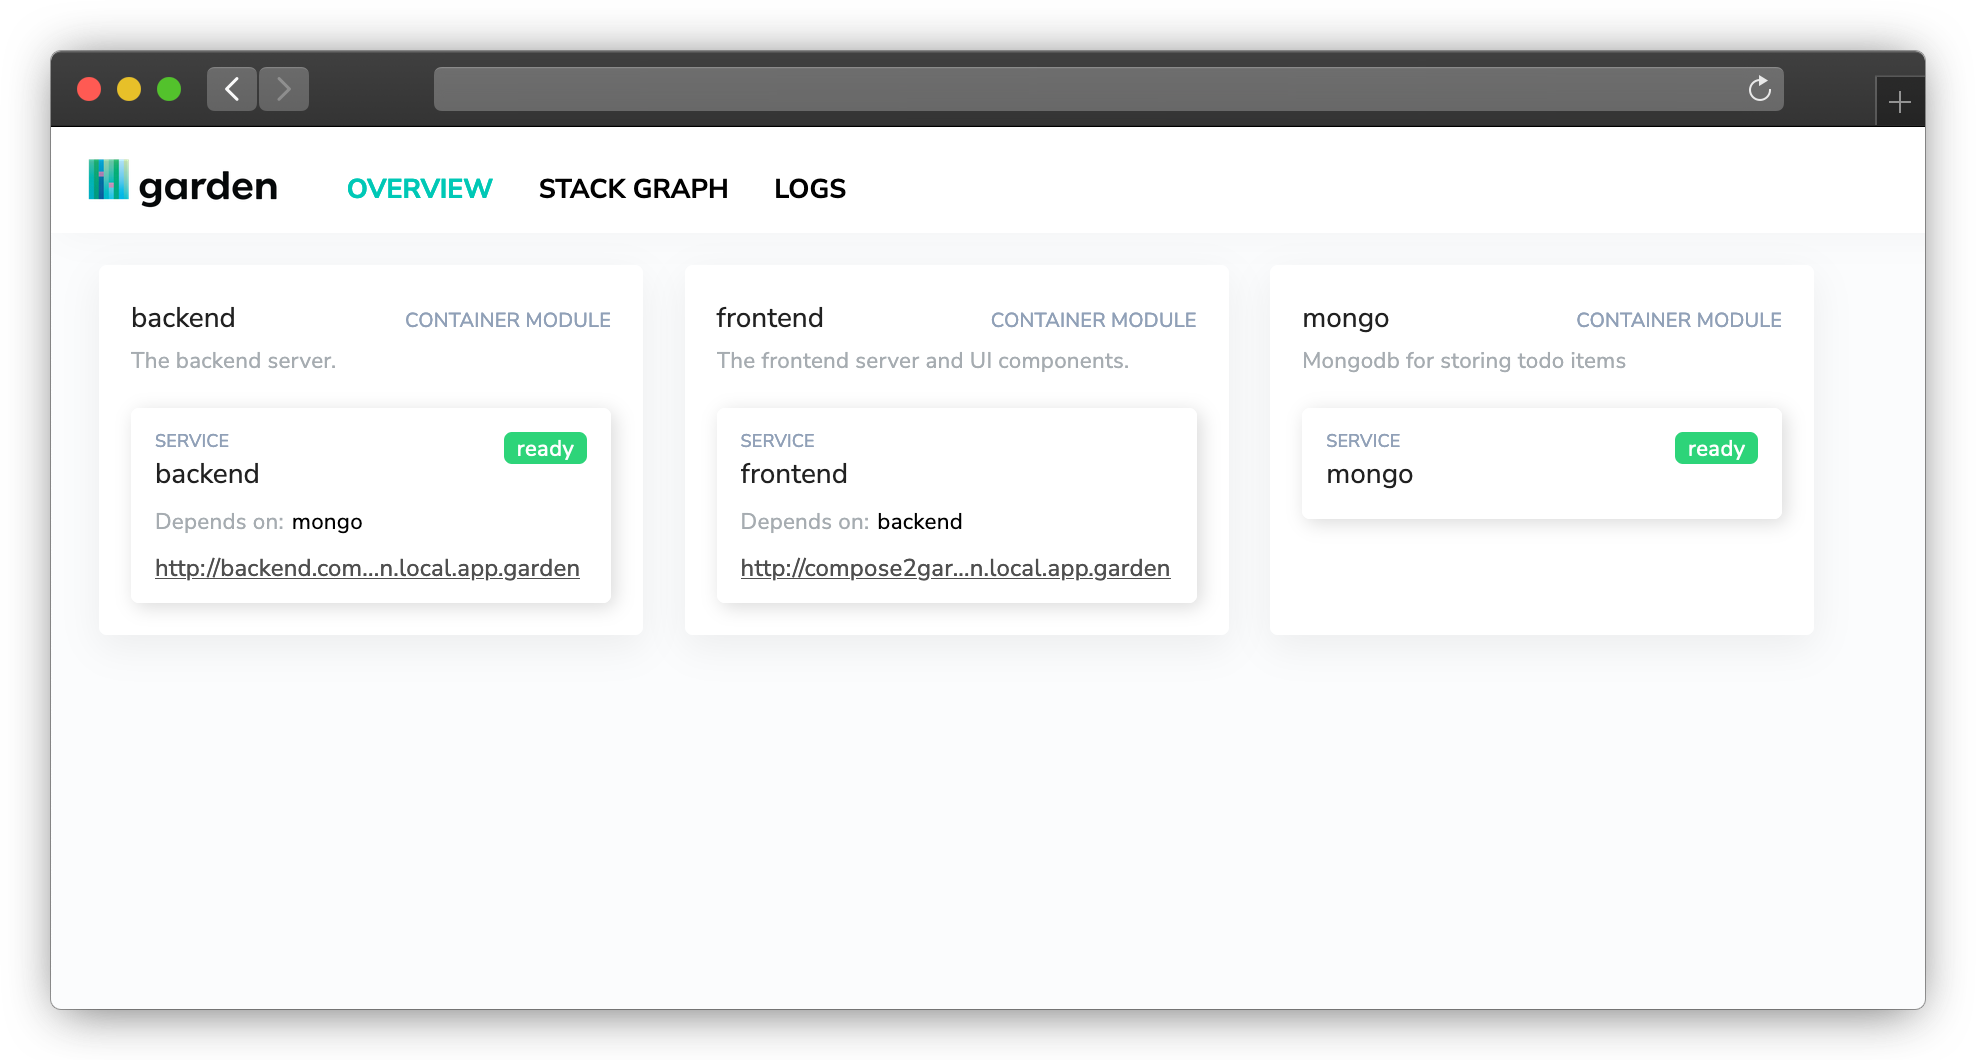 garden
OVERVIEW STACK GRAPH LOGS
backend CONTAINER MODULE
The backend server.
SERVICE
ready
backend
Depends on: mongo
http://backend.com...n.local.app.garden
frontend CONTAINER MODULE
The frontend server and UI components.
SERVICE
frontend
Depends on: backend
http://compose2gar...n.local.app.garden
mongo CONTAINER MODULE
Mongodb for storing todo items
SERVICE
ready
mongo